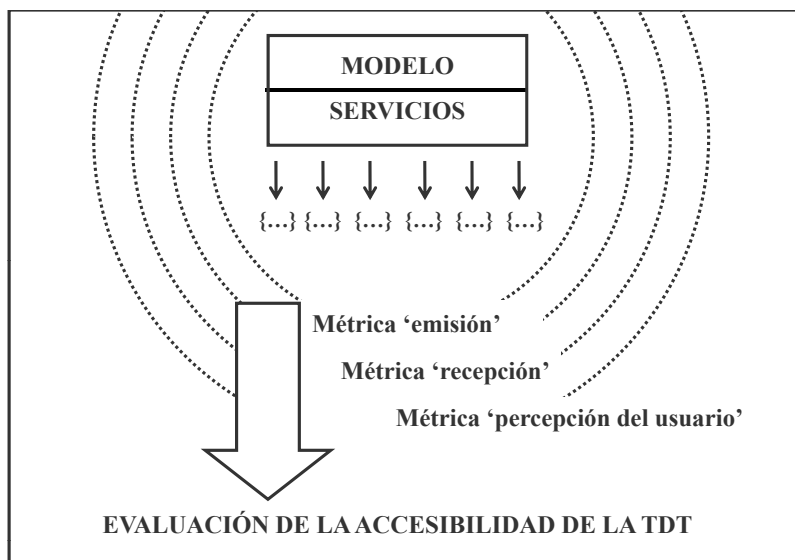 MODELO
SERVICIOS
{...} {...} {...} {...} {...} {...}
Métrica ‘emisión’
Métrica ‘recepción’
Métrica ‘percepción del usuario’
EVALUACIÓN DE LA ACCESIBILIDAD DE LA TDT